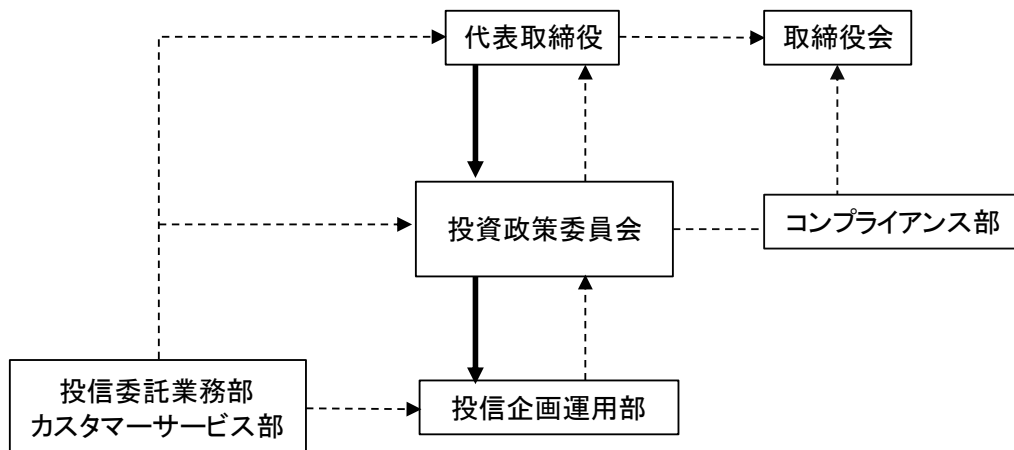 代表取締役
取締役会
投資政策委員会
コンプライアンス部
投信委託業務部
カスタマーサービス部
投信企画運用部